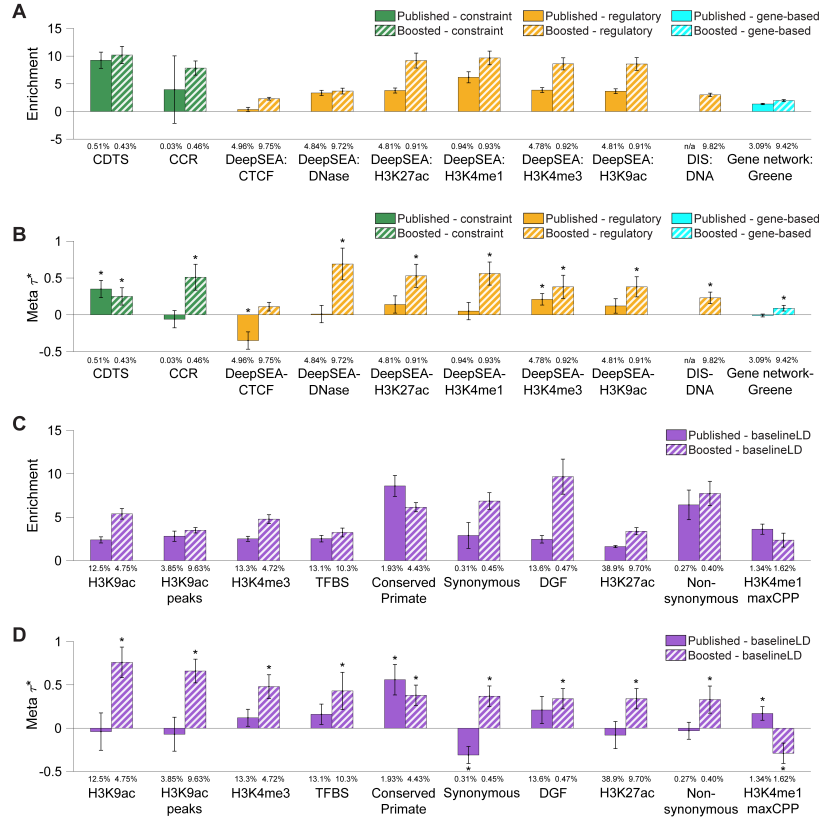 A
Published - constraint
Published - regulatory
Published - gene-based
Boosted - constraint
Boosted - regulatory
Boosted - gene-based
Enrichment
15
10
5
0
-5
0.51% 0.43%
0.03% 0.46%
4.96% 9.75%
4.84% 9.72%
4.81% 0.91%
0.94% 0.93%
4.78% 0.92%
4.81% 0.91%
n/a 9.82%
3.09% 9.42%
CDTS
CCR
DeepSEA:
CTCF
DeepSEA:
DNase
DeepSEA:
H3K27ac
DeepSEA:
H3K4me1
DeepSEA:
H3K4me3
DeepSEA:
H3K9ac
DIS:
DNA
Gene network:
Greene
B
Published - constraint
Published - regulatory
Published - gene-based
Boosted - constraint
Boosted - regulatory
Boosted - gene-based
Meta τ*
1
0.5
0
-0.5
* * * * * * * * * * * *
0.51% 0.43%
0.03% 0.46%
4.96% 9.75%
4.84% 9.72%
4.81% 0.91%
0.94% 0.93%
4.78% 0.92%
4.81% 0.91%
n/a 9.82%
3.09% 9.42%
CDTS
CCR
DeepSEA-
CTCF
DeepSEA-
DNase
DeepSEA-
H3K27ac
DeepSEA-
H3K4me1
DeepSEA-
H3K4me3
DeepSEA-
H3K9ac
DIS-
DNA
Gene network-
Greene
C
Published - baselineLD
Boosted - baselineLD
Enrichment
15
10
5
0
12.5% 4.75%
3.85% 9.63%
13.3% 4.72%
13.1% 10.3%
1.93% 4.43%
0.31% 0.45%
13.6% 0.47%
38.9% 9.70%
0.27% 0.40%
1.34% 1.62%
H3K9ac
H3K9ac
peaks
H3K4me3
TFBS
Conserved
Primate
Synonymous
DGF
H3K27ac
Non-
synonymous
H3K4me1
maxCPP
D
Published - baselineLD
Boosted - baselineLD
Meta τ*
1
0.5
0
-0.5
* * * * * * * * * * * * *
12.5% 4.75%
3.85% 9.63%
13.3% 4.72%
13.1% 10.3%
1.93% 4.43%
0.31% 0.45%
13.6% 0.47%
38.9% 9.70%
0.27% 0.40%
1.34% 1.62%
H3K9ac
H3K9ac
peaks
H3K4me3
TFBS
Conserved
Primate
Synonymous
DGF
H3K27ac
Non-
synonymous
H3K4me1
maxCPP